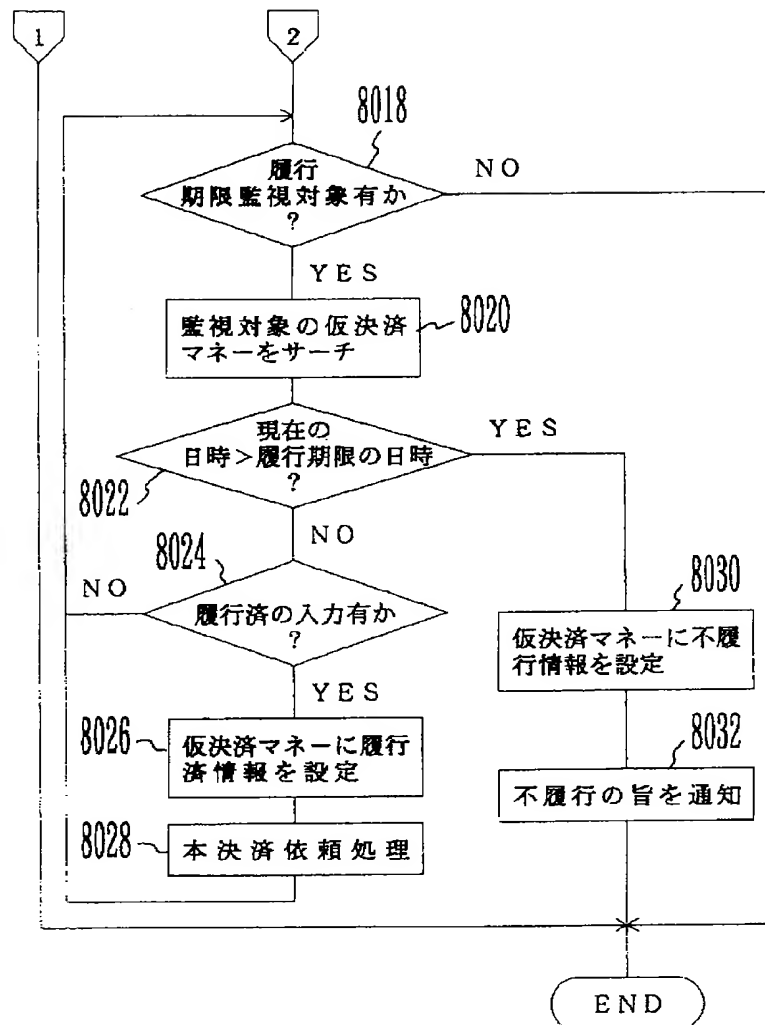 1
2
8018
履行
期限監視対象有か
?
NO
YES
監視対象の仮決済
マネーをサーチ
8020
現在の
日時>履行期限の日時
?
YES
8022
NO
8024
NO
履行済の入力有か
?
YES
8030
仮決済マネーに不履
行情報を設定
8026
仮決済マネーに履行
済情報を設定
8032
不履行の旨を通知
8028
本決済依頼処理
END